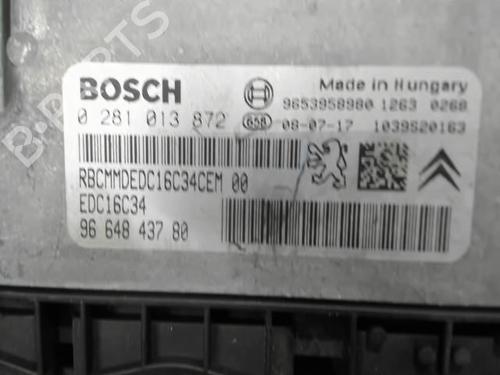 B-PARTS
BOSCH
Made in Hungary
9653958980 1263 0268
0 281 013 872 658 08-07-17 1039S20163
RBCMMDEDC16C34CEM 00
EDC16C34
96 648 437 80